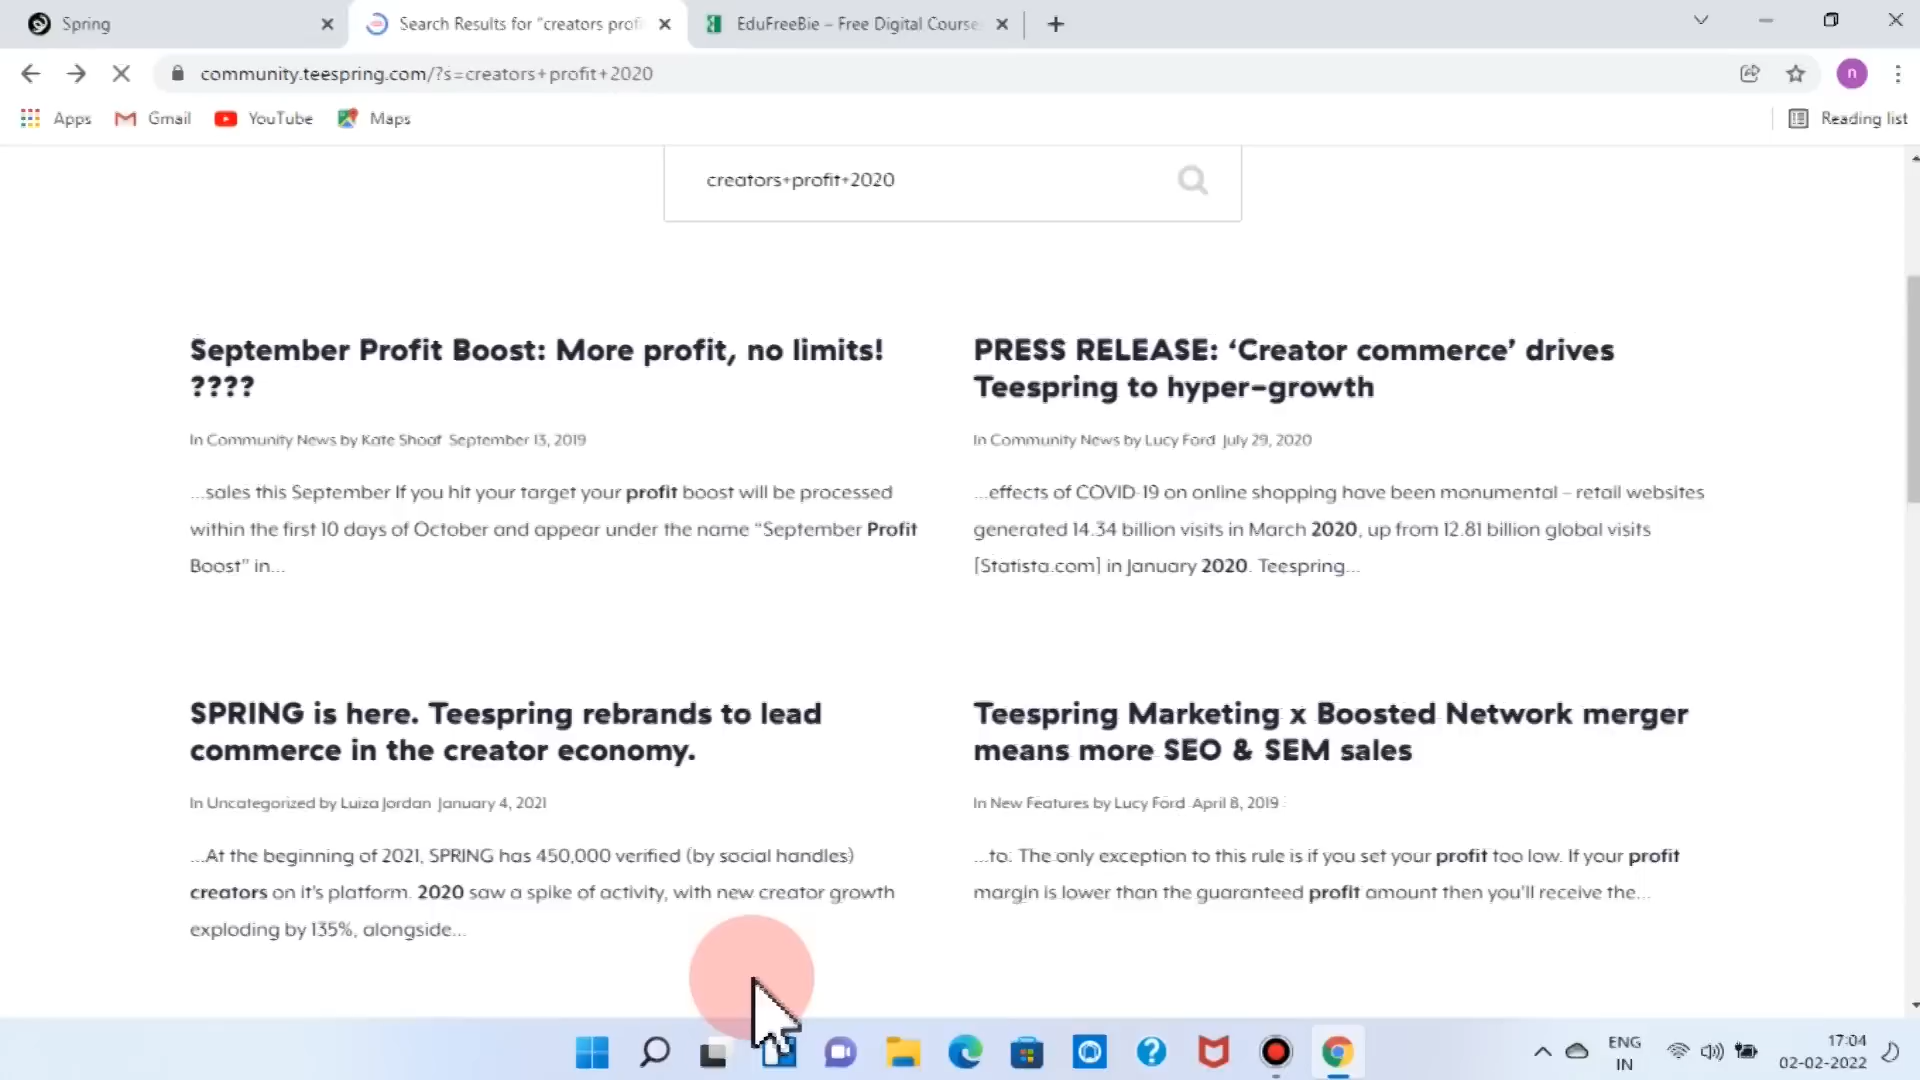 Spring
Search Results for "creators profi
EduFreeBie – Free Digital Course
community.teespring.com/?s=creators+profit+2020
n
Apps
Gmail
YouTube
Maps
Reading list
creators+profit+2020
September Profit Boost: More profit, no limits!
????
In Community News by Kate Shoaf September 13, 2019
...sales this September If you hit your target your profit boost will be processed
within the first 10 days of October and appear under the name “September Profit
Boost” in...
PRESS RELEASE: ‘Creator commerce’ drives
Teespring to hyper-growth
In Community News by Lucy Ford July 29, 2020
...effects of COVID-19 on online shopping have been monumental – retail websites
generated 14.34 billion visits in March 2020, up from 12.81 billion global visits
[Statista.com] in January 2020. Teespring...
SPRING is here. Teespring rebrands to lead
commerce in the creator economy.
In Uncategorized by Luiza Jordan January 4, 2021
...At the beginning of 2021, SPRING has 450,000 verified (by social handles)
creators on it's platform. 2020 saw a spike of activity, with new creator growth
exploding by 135%, alongside...
Teespring Marketing x Boosted Network merger
means more SEO & SEM sales
In New Features by Lucy Ford April 8, 2019
...to: The only exception to this rule is if you set your profit too low. If your profit
margin is lower than the guaranteed profit amount then you'll receive the...
ENG
IN
17:04
02-02-2022